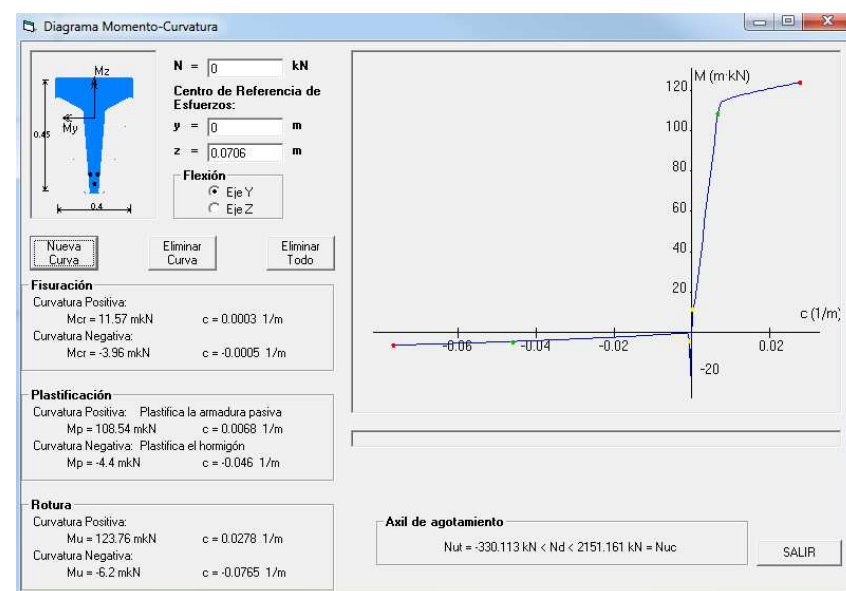 Diagrama Momento-Curvatura
Mz
My
0.45
0.4
N = 0 kN
Centro de Referencia de
Esfuerzos:
y = 0 m
z = 0.0706 m
Flexión
Eje Y
Eje Z
Nueva
Curva
Eliminar
Curva
Eliminar
Todo
Fisuración
Curvatura Positiva:
Mcr = 11.57 mkN c = 0.0003 1/m
Curvatura Negativa:
Mcr = -3.96 mkN c = -0.0005 1/m
Plastificación
Curvatura Positiva: Plastifica la armadura pasiva
Mp = 108.54 mkN c = 0.0068 1/m
Curvatura Negativa: Plastifica el hormigón
Mp = -4.4 mkN c = -0.046 1/m
Rotura
Curvatura Positiva:
Mu = 123.76 mkN c = 0.0278 1/m
Curvatura Negativa:
Mu = -6.2 mkN c = -0.0765 1/m
M (m·kN)
120
100
80
60
40
20
c (1/m)
-0.06 -0.04 -0.02 0.02
-20
Axil de agotamiento
Nut = -330.113 kN < Nd < 2151.161 kN = Nuc
SALIR